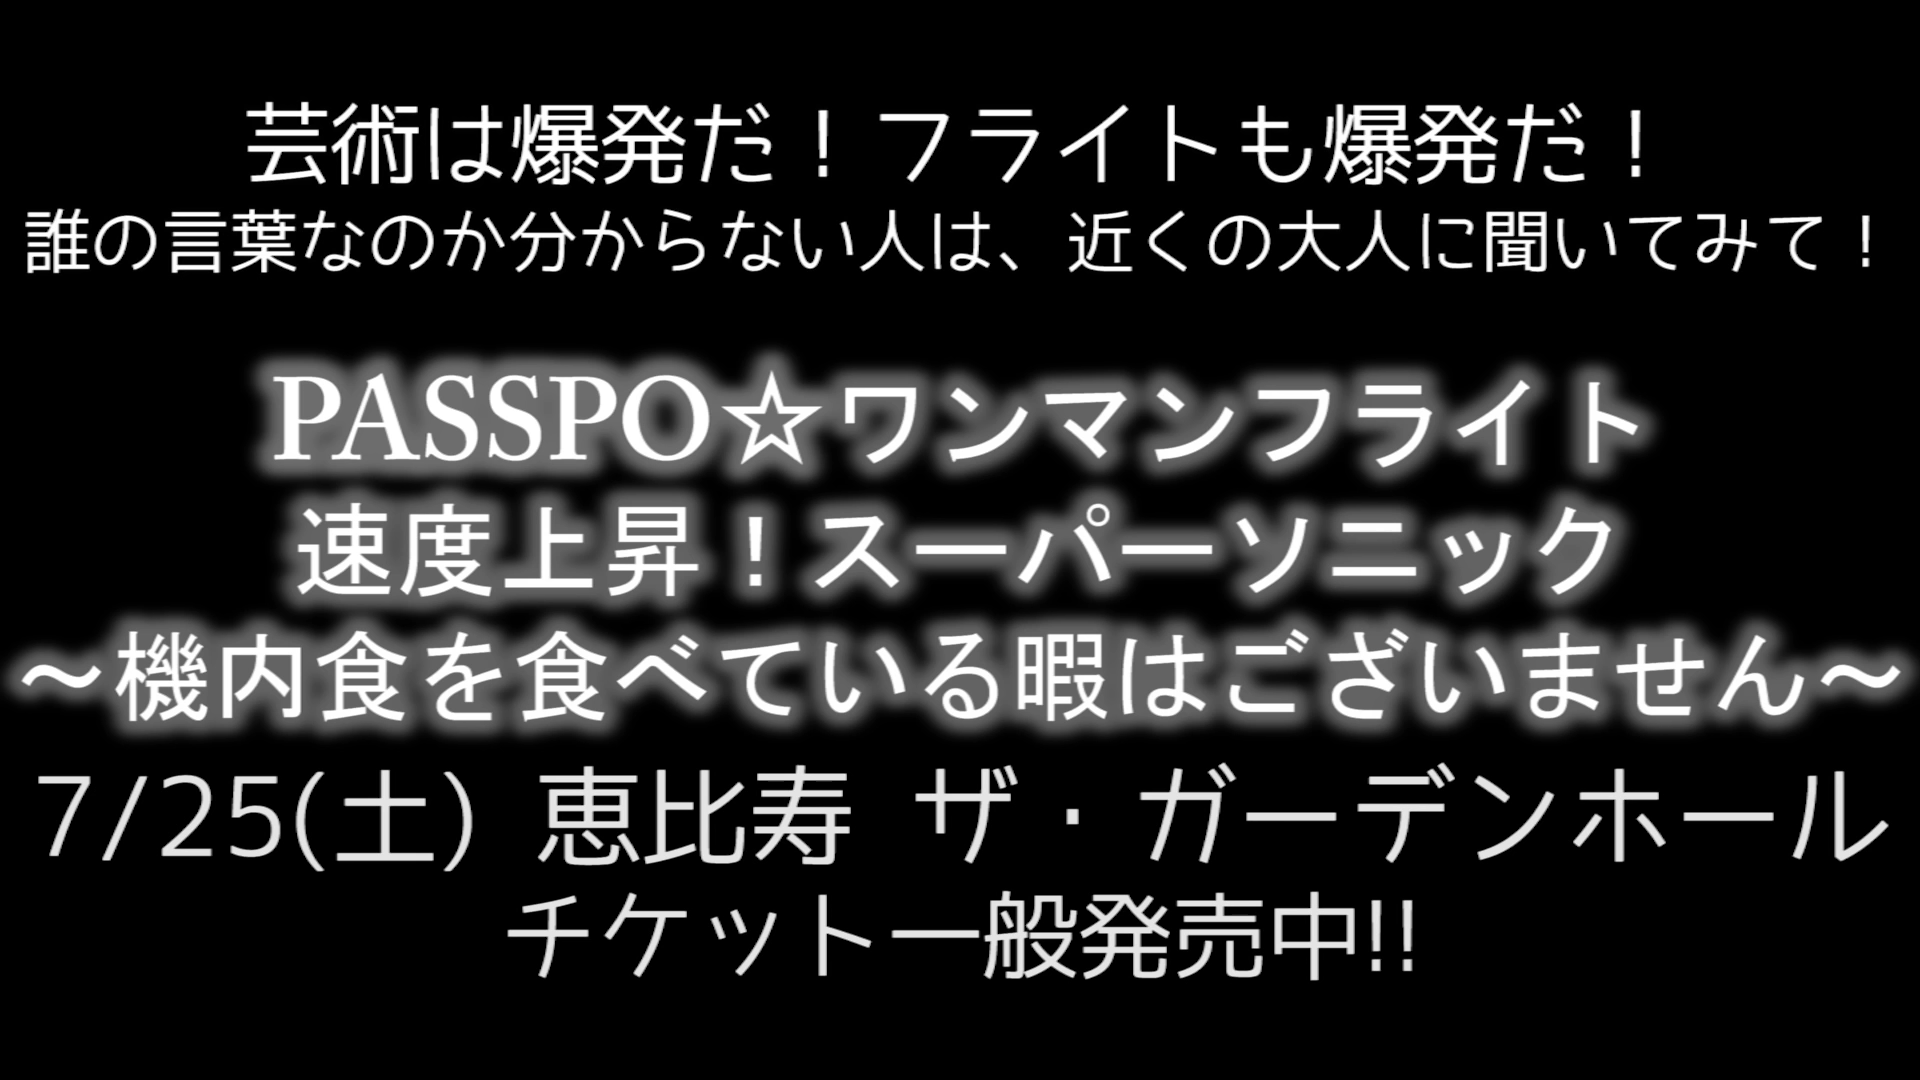 芸術は爆発だ！フライトも爆発だ！
誰の言葉なのか分からない人は、近くの大人に聞いてみて！
PASSPO☆ワンマンフライト
速度上昇！スーパーソニック
～機内食を食べている暇はございません～
7/25(土) 恵比寿 ザ・ガーデンホール
チケット一般発売中!!